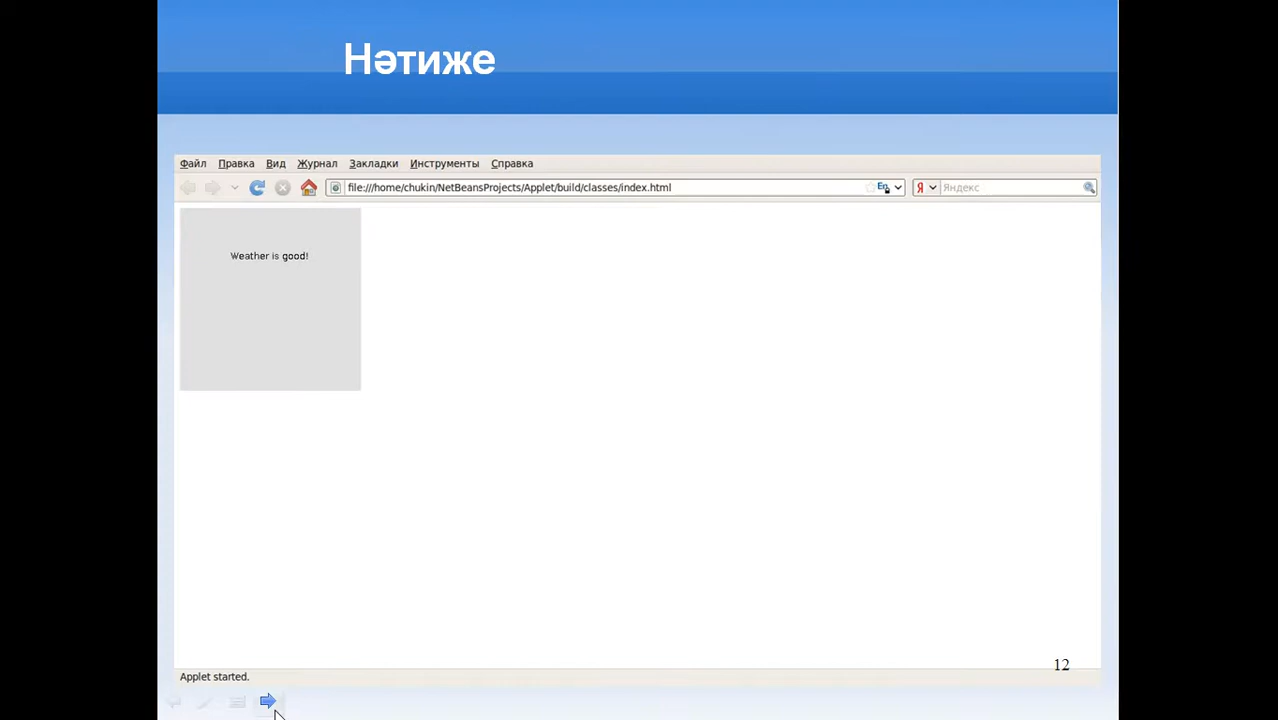 Нәтиже
Файл Правка Вид Журнал Закладки Инструменты Справка
file:///home/chukin/NetBeansProjects/Applet/build/classes/index.html En Я Яндекс
Weather is good!
12
Applet started.